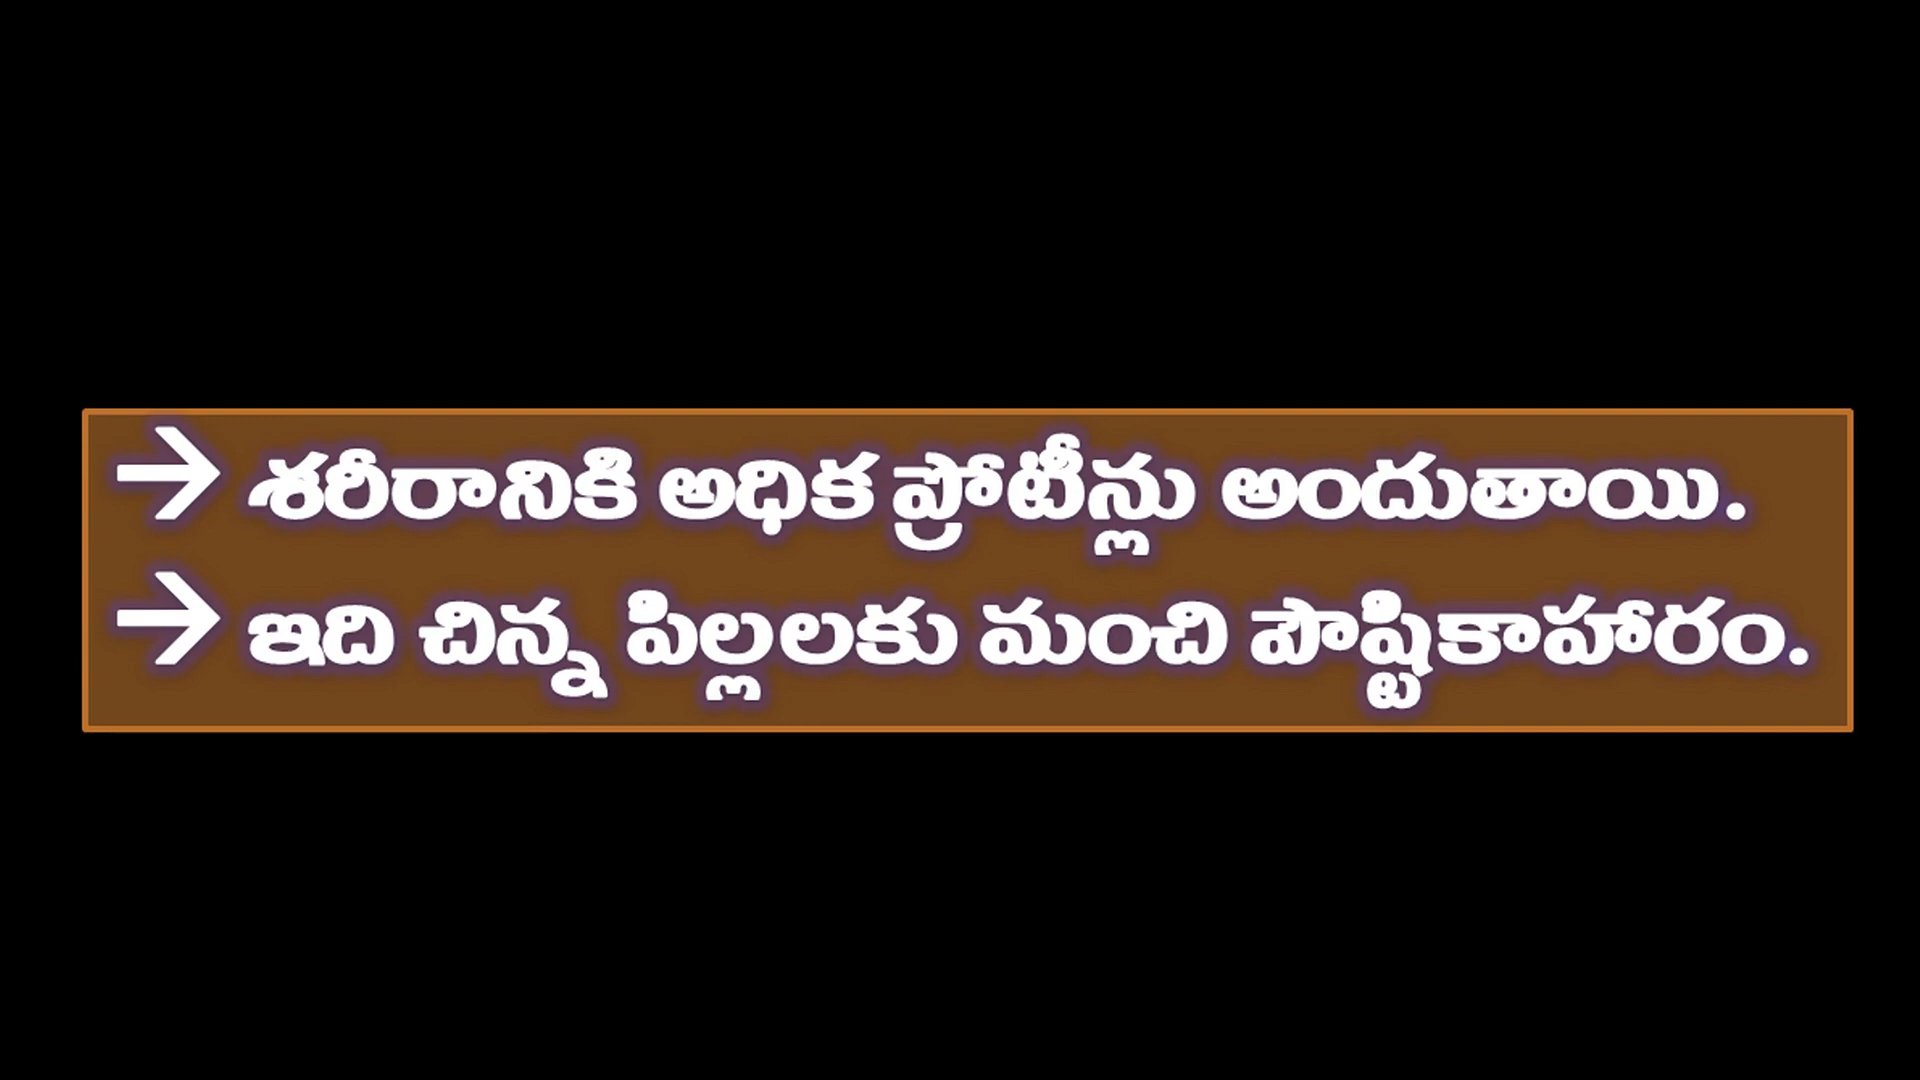 → శరీరానికి అధిక ప్రోటీన్లు అందుతాయి.
→ ఇది చిన్న పిల్లలకు మంచి పౌష్టికాహారం.